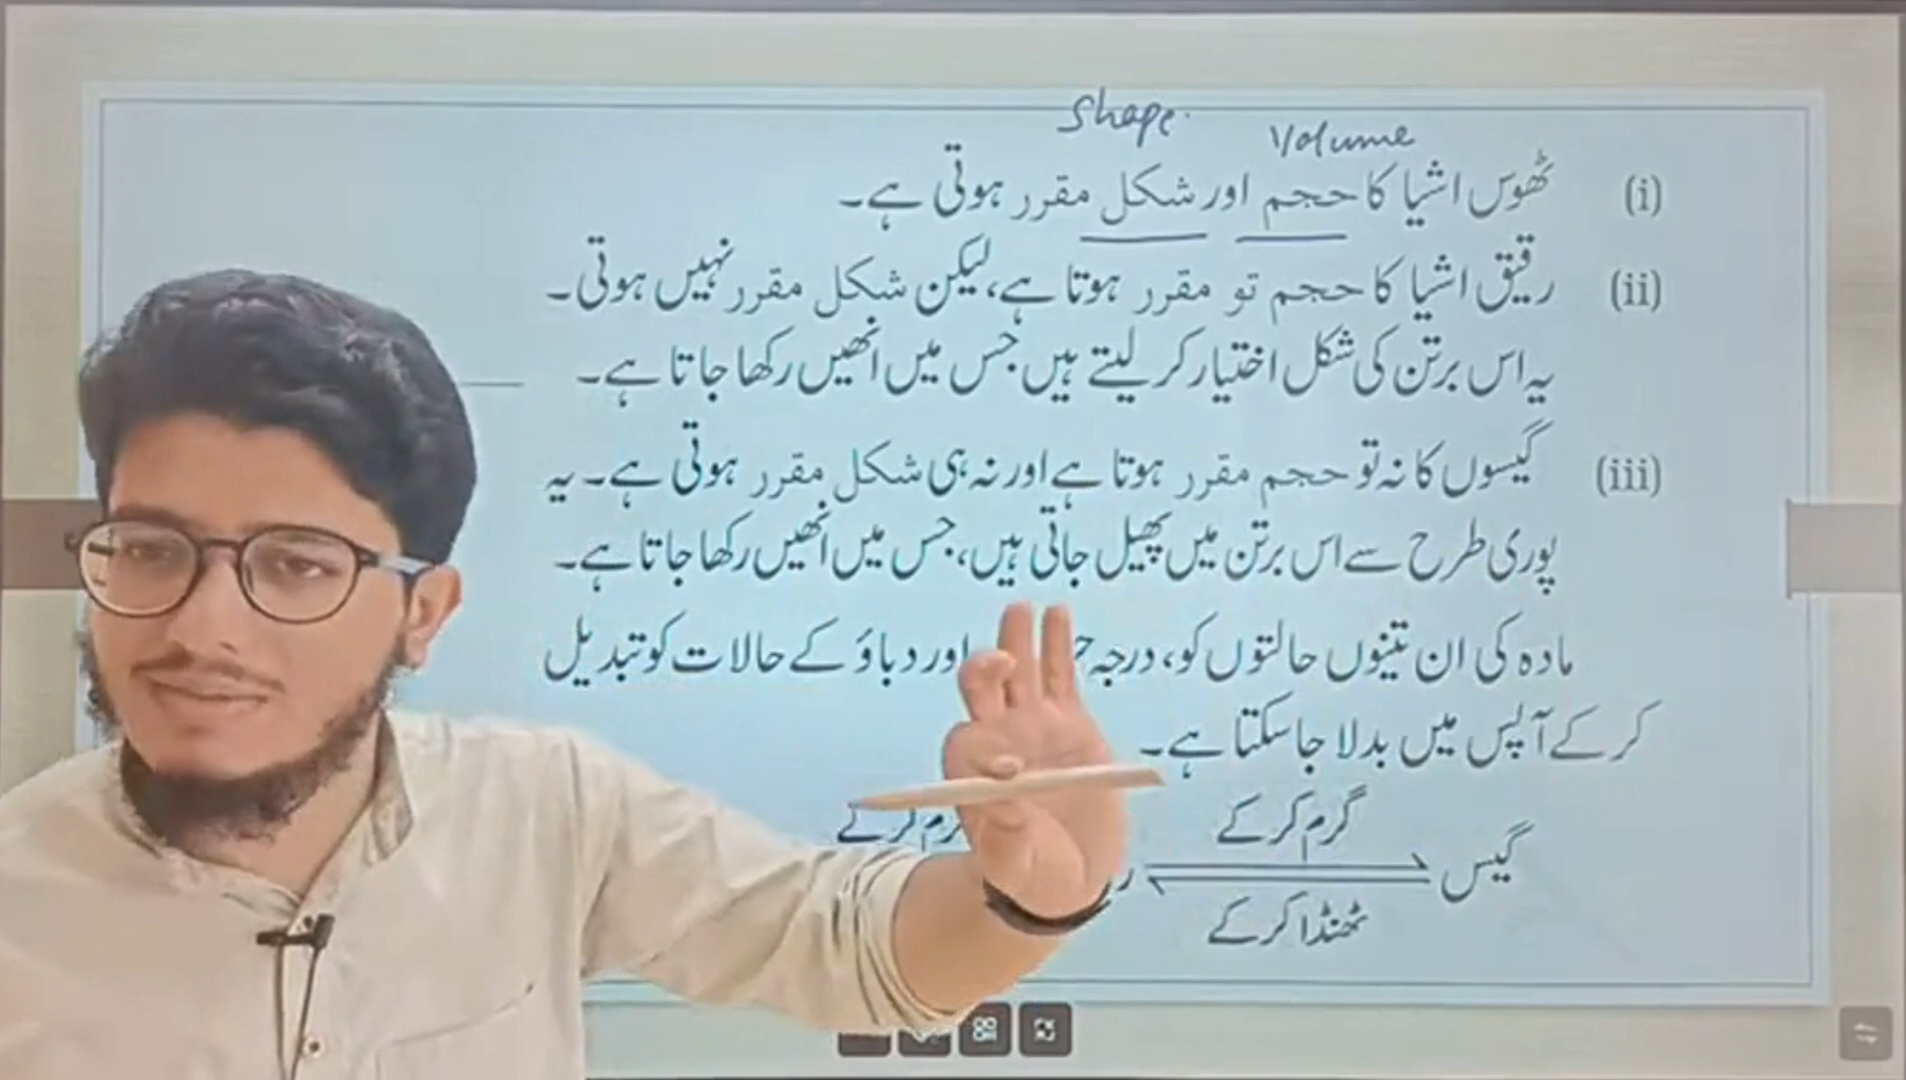 Shape
Volume
(i) ٹھوس اشیا کا حجم اور شکل مقرر ہوتی ہے۔
(ii) رقیق اشیا کا حجم تو مقرر ہوتا ہے، لیکن شکل مقرر نہیں ہوتی۔
یہ اس برتن کی شکل اختیار کر لیتے ہیں جس میں انھیں رکھا جاتا ہے۔
(iii) گیسوں کا نہ تو حجم مقرر ہوتا ہے اور نہ ہی شکل مقرر ہوتی ہے۔ یہ
پوری طرح سے اس برتن میں پھیل جاتی ہیں، جس میں انھیں رکھا جاتا ہے۔
مادہ کی ان تینوں حالتوں کو، درجہ اور دباؤ کے حالات کو تبدیل
کر کے آپس میں بدلا جا سکتا ہے۔
گرم کر کے
گیس
ٹھنڈا کر کے